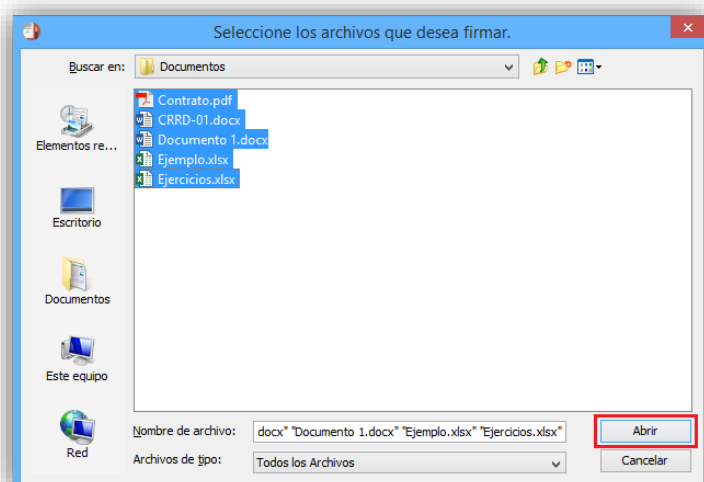 Seleccione los archivos que desea firmar.
Buscar en:
Documentos
Contrato.pdf
CRRD-01.docx
Documento 1.docx
Ejemplo.xlsx
Ejercicios.xlsx
Elementos re...
Escritorio
Documentos
Este equipo
Red
Nombre de archivo:
docx" "Documento 1.docx" "Ejemplo.xlsx" "Ejercicios.xlsx"
Abrir
Archivos de tipo:
Todos los Archivos
Cancelar